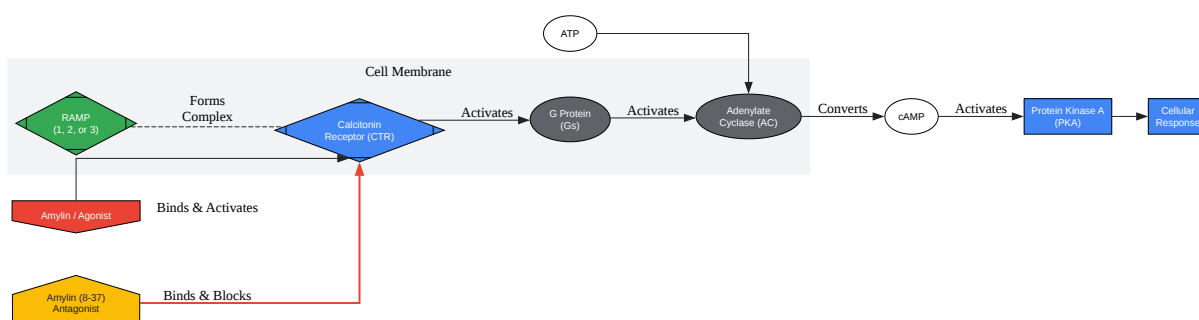 ATP
Cell Membrane
RAMP
(1, 2, or 3)
Forms
Complex
Calcitonin
Receptor (CTR)
Activates
G Protein
(Gs)
Activates
Adenylate
Cyclase (AC)
Converts
cAMP
Activates
Protein Kinase A
(PKA)
Cellular
Response
Amylin / Agonist
Binds & Activates
Amylin (8-37)
Antagonist
Binds & Blocks